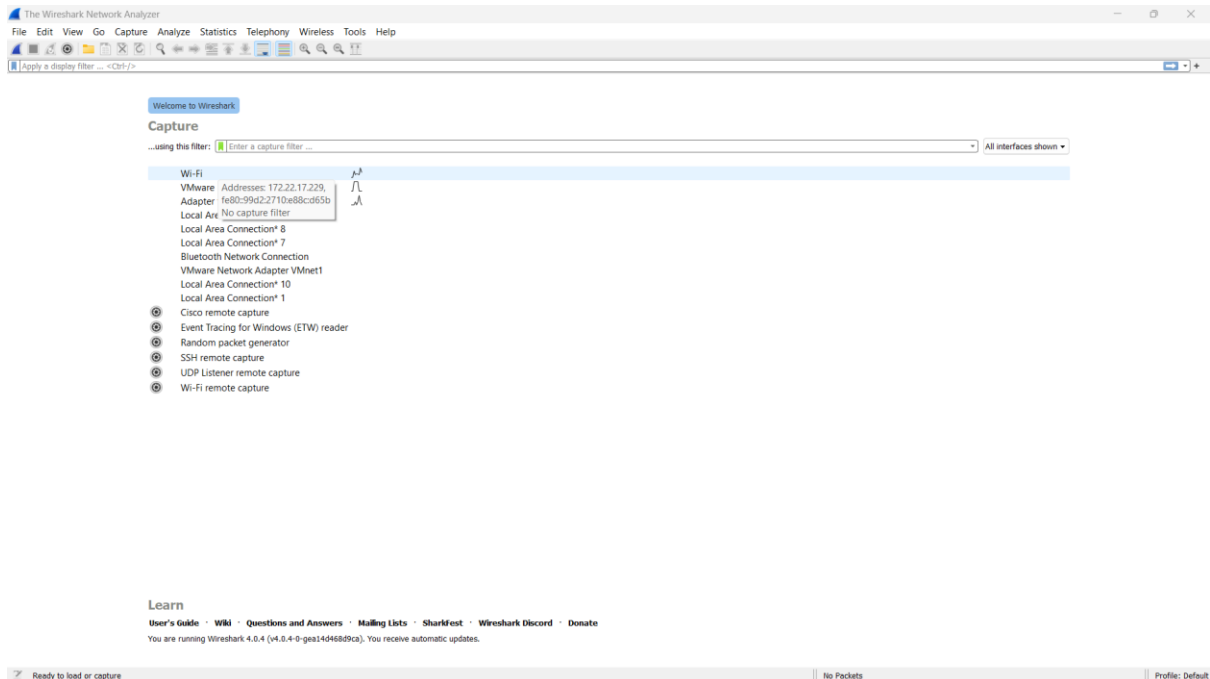 The Wireshark Network Analyzer
File Edit View Go Capture Analyze Statistics Telephony Wireless Tools Help
Apply a display filter ... <Ctrl-/>
Welcome to Wireshark
Capture
...using this filter: Enter a capture filter ... All interfaces shown
Wi-Fi
VMware Addresses: 172.22.17.229,
Adapter fe80::99d2:2710:e88c:d65b
Local Are No capture filter
Local Area Connection* 8
Local Area Connection* 7
Bluetooth Network Connection
VMware Network Adapter VMnet1
Local Area Connection* 10
Local Area Connection* 1
Cisco remote capture
Event Tracing for Windows (ETW) reader
Random packet generator
SSH remote capture
UDP Listener remote capture
Wi-Fi remote capture
Learn
User's Guide · Wiki · Questions and Answers · Mailing Lists · SharkFest · Wireshark Discord · Donate
You are running Wireshark 4.0.4 (v4.0.4-0-gea14d468d9ca). You receive automatic updates.
Ready to load or capture No Packets Profile: Default